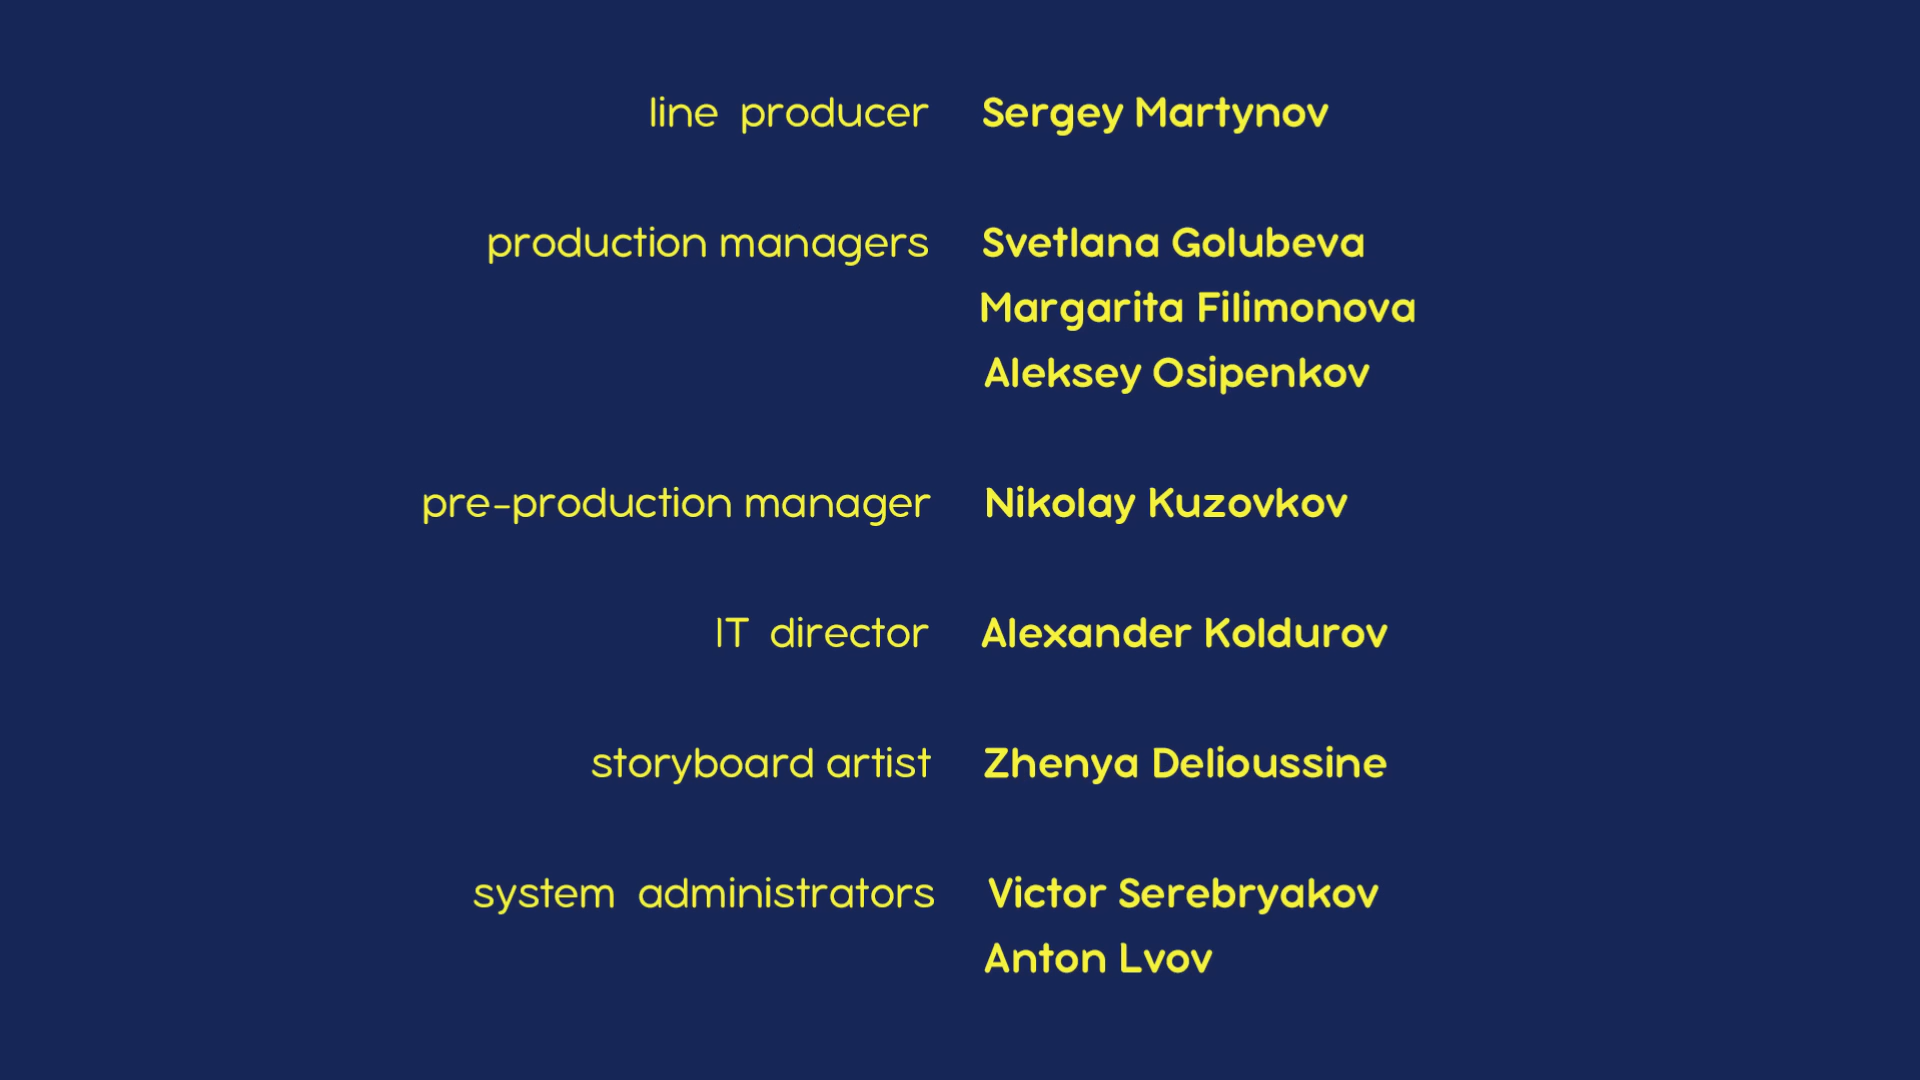 line producer Sergey Martynov
production managers Svetlana Golubeva
Margarita Filimonova
Aleksey Osipenkov
pre-production manager Nikolay Kuzovkov
IT director Alexander Koldurov
storyboard artist Zhenya Delioussine
system administrators Victor Serebryakov
Anton Lvov